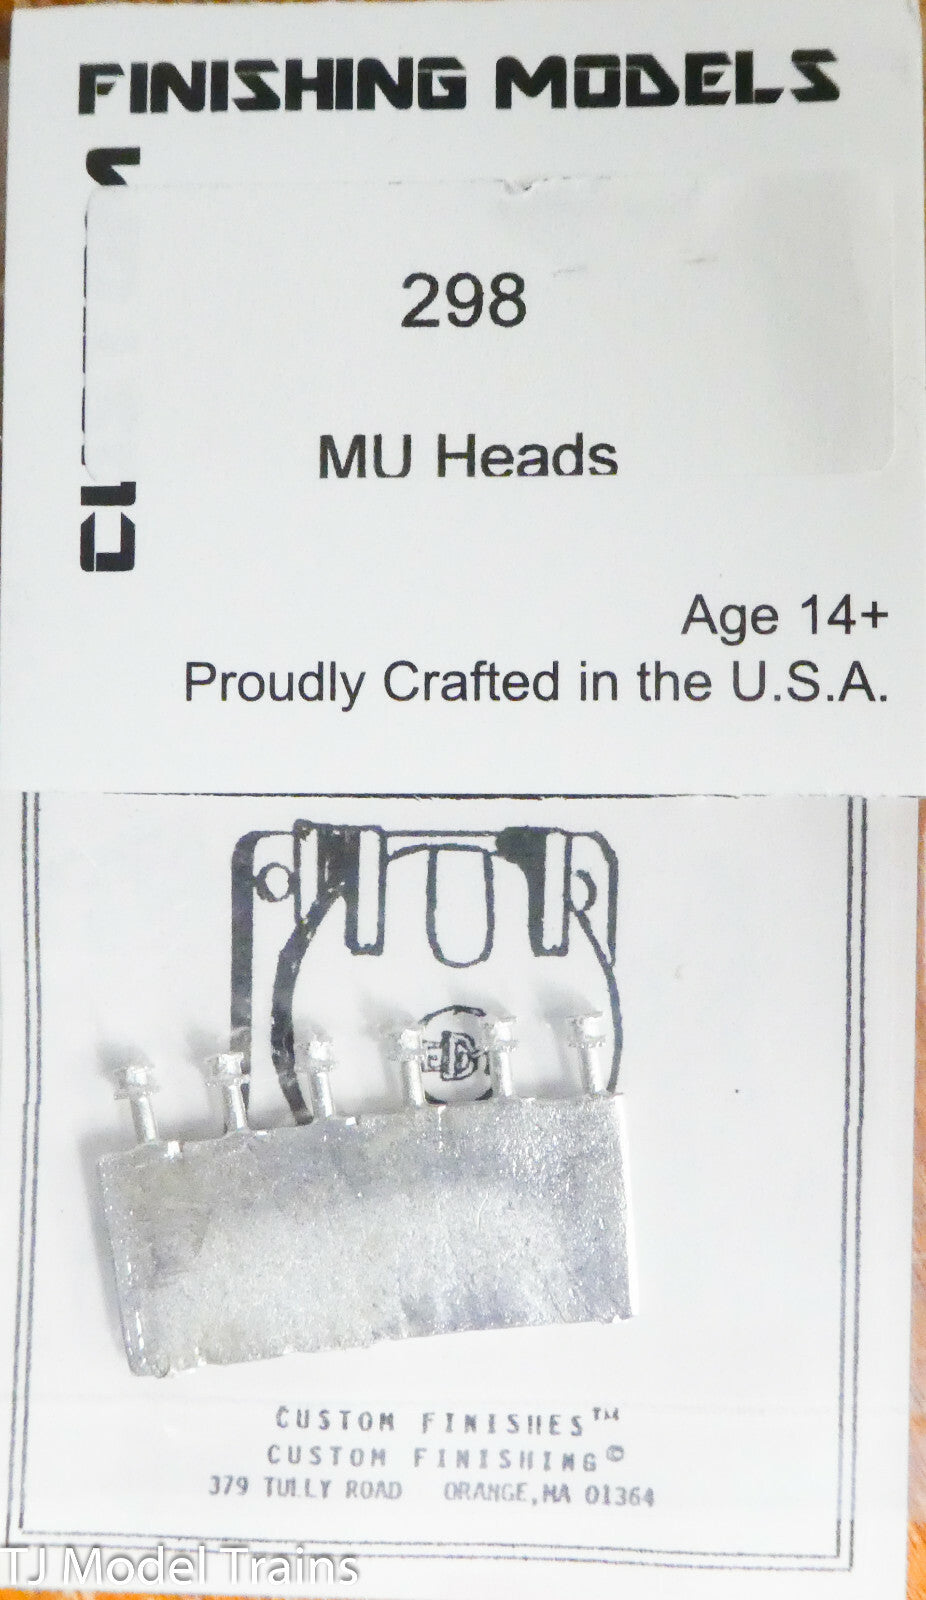 FINISHING MODELS
298
MU Heads
Age 14+
Proudly Crafted in the U.S.A.
CUSTOM FINISHES™
CUSTOM FINISHING©
379 TULLY ROAD ORANGE, MA 01364
TJ Model Trains